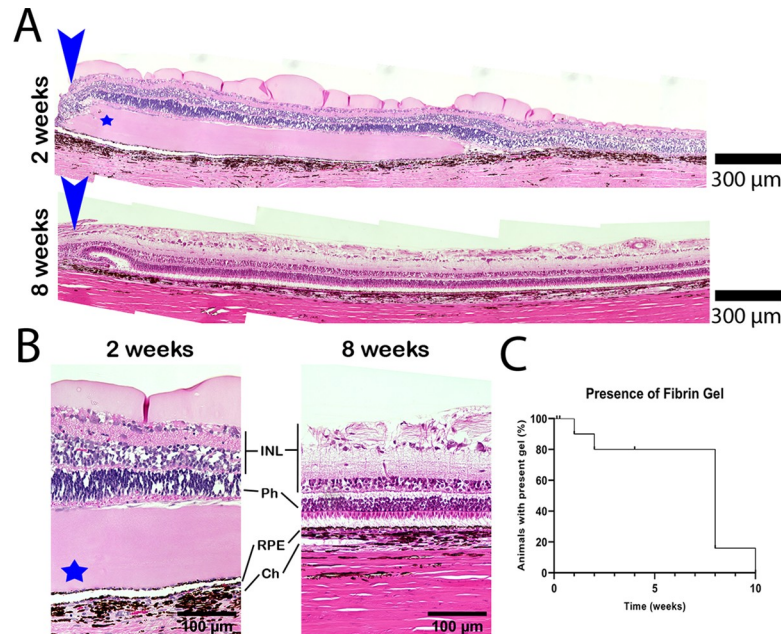 A
2 weeks
300 µm
8 weeks
300 µm
B
2 weeks
8 weeks
INL
Ph
RPE
Ch
100 µm
100 µm
C
Presence of Fibrin Gel
Animals with present gel (%)
100
80
60
40
20
0
0 5 10
Time (weeks)